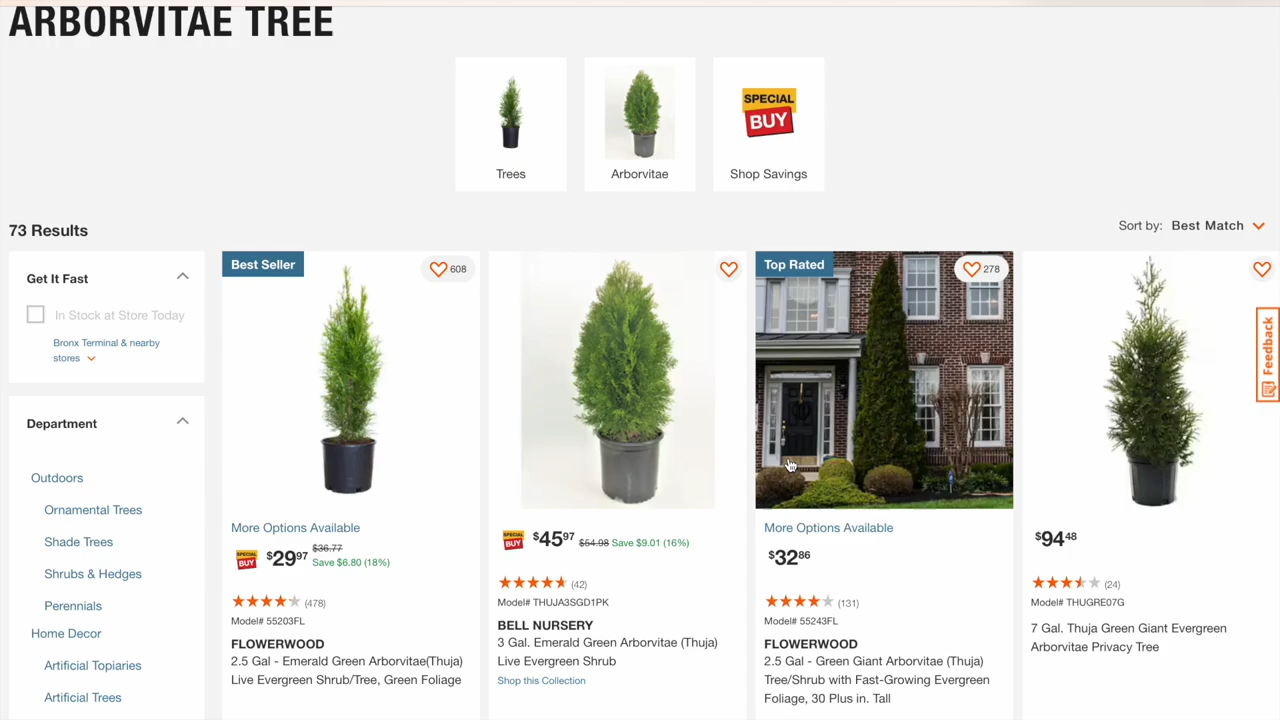 ARBORVITAE TREE
Trees
Arborvitae
SPECIAL
BUY
Shop Savings
73 Results
Sort by: Best Match
Get It Fast
In Stock at Store Today
Bronx Terminal & nearby
stores
Department
Outdoors
Ornamental Trees
Shade Trees
Shrubs & Hedges
Perennials
Home Decor
Artificial Topiaries
Artificial Trees
Best Seller
608
More Options Available
SPECIAL
BUY
$29 97 $36.77
Save $6.80 (18%)
(478)
Model# 55203FL
FLOWERWOOD
2.5 Gal - Emerald Green Arborvitae(Thuja)
Live Evergreen Shrub/Tree, Green Foliage
SPECIAL
BUY
$45 97 $54.98 Save $9.01 (16%)
(42)
Model# THUJA3SGD1PK
BELL NURSERY
3 Gal. Emerald Green Arborvitae (Thuja)
Live Evergreen Shrub
Shop this Collection
Top Rated
278
More Options Available
$32 86
(131)
Model# 55243FL
FLOWERWOOD
2.5 Gal - Green Giant Arborvitae (Thuja)
Tree/Shrub with Fast-Growing Evergreen
Foliage, 30 Plus in. Tall
$94 48
(24)
Model# THUGRE07G
7 Gal. Thuja Green Giant Evergreen
Arborvitae Privacy Tree
Feedback